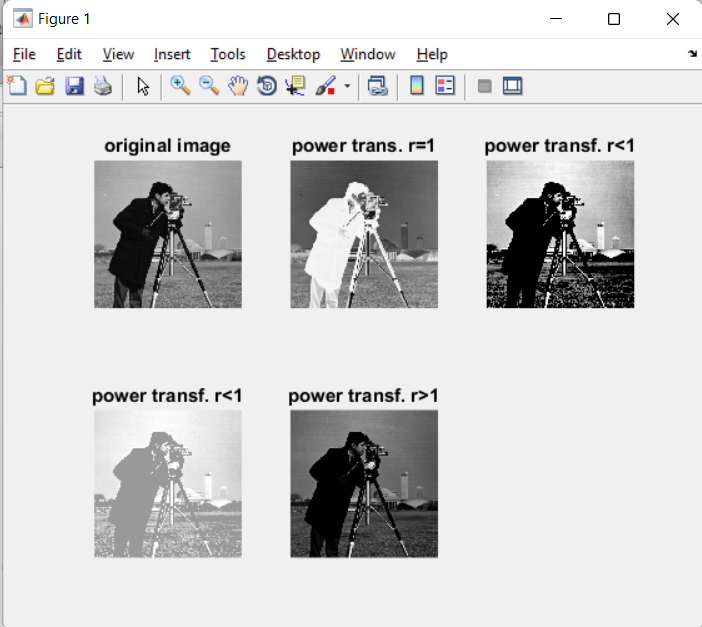 Figure 1
File Edit View Insert Tools Desktop Window Help
original image
power trans. r=1
power transf. r<1
power transf. r<1
power transf. r>1